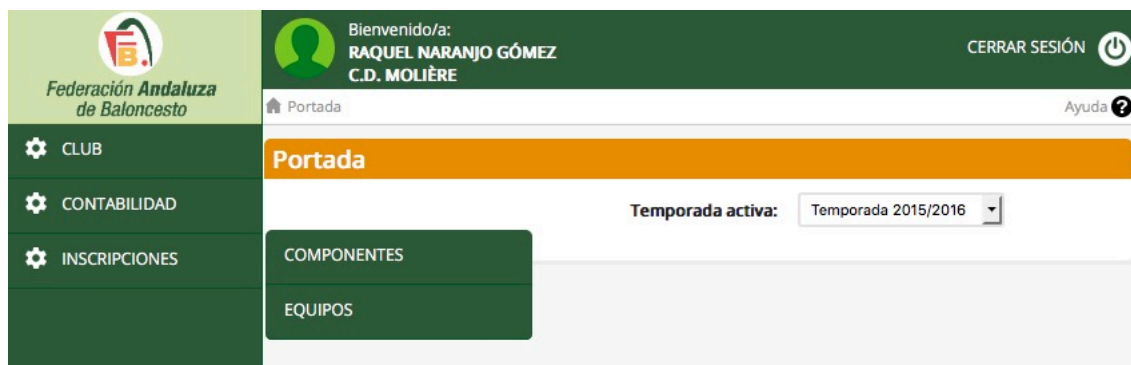 FB.
Federación Andaluza
de Baloncesto
Bienvenido/a:
RAQUEL NARANJO GÓMEZ
C.D. MOLIÈRE
CERRAR SESIÓN
Portada
Ayuda ?
CLUB
CONTABILIDAD
INSCRIPCIONES
Portada
Temporada activa: Temporada 2015/2016
COMPONENTES
EQUIPOS